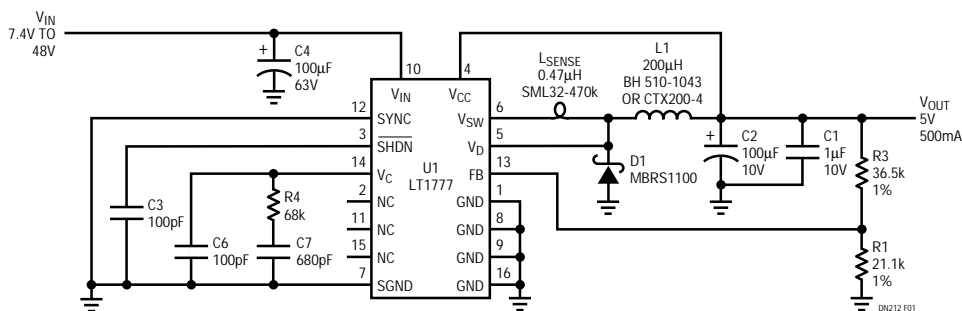 VIN
7.4V TO
48V
+
C4
100µF
63V
LSENSE
0.47µH
SML32-470k
L1
200µH
BH 510-1043
OR CTX200-4
VOUT
5V
500mA
10
4
VIN
VCC
12
SYNC
VSW
6
3
SHDN
VD
5
14
VC
FB
13
U1
LT1777
2
NC
GND
1
11
NC
GND
8
15
NC
GND
9
7
SGND
GND
16
C3
100pF
C6
100pF
R4
68k
C7
680pF
D1
MBRS1100
+
C2
100µF
10V
C1
1µF
10V
R3
36.5k
1%
R1
21.1k
1%
DN212 F01